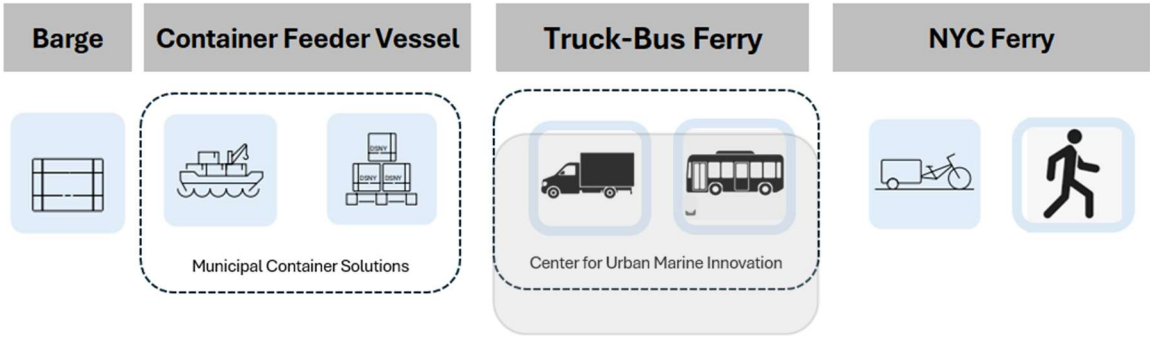 Barge
Container Feeder Vessel
Truck-Bus Ferry
NYC Ferry
DSNY
DSNY DSNY
Municipal Container Solutions
Center for Urban Marine Innovation